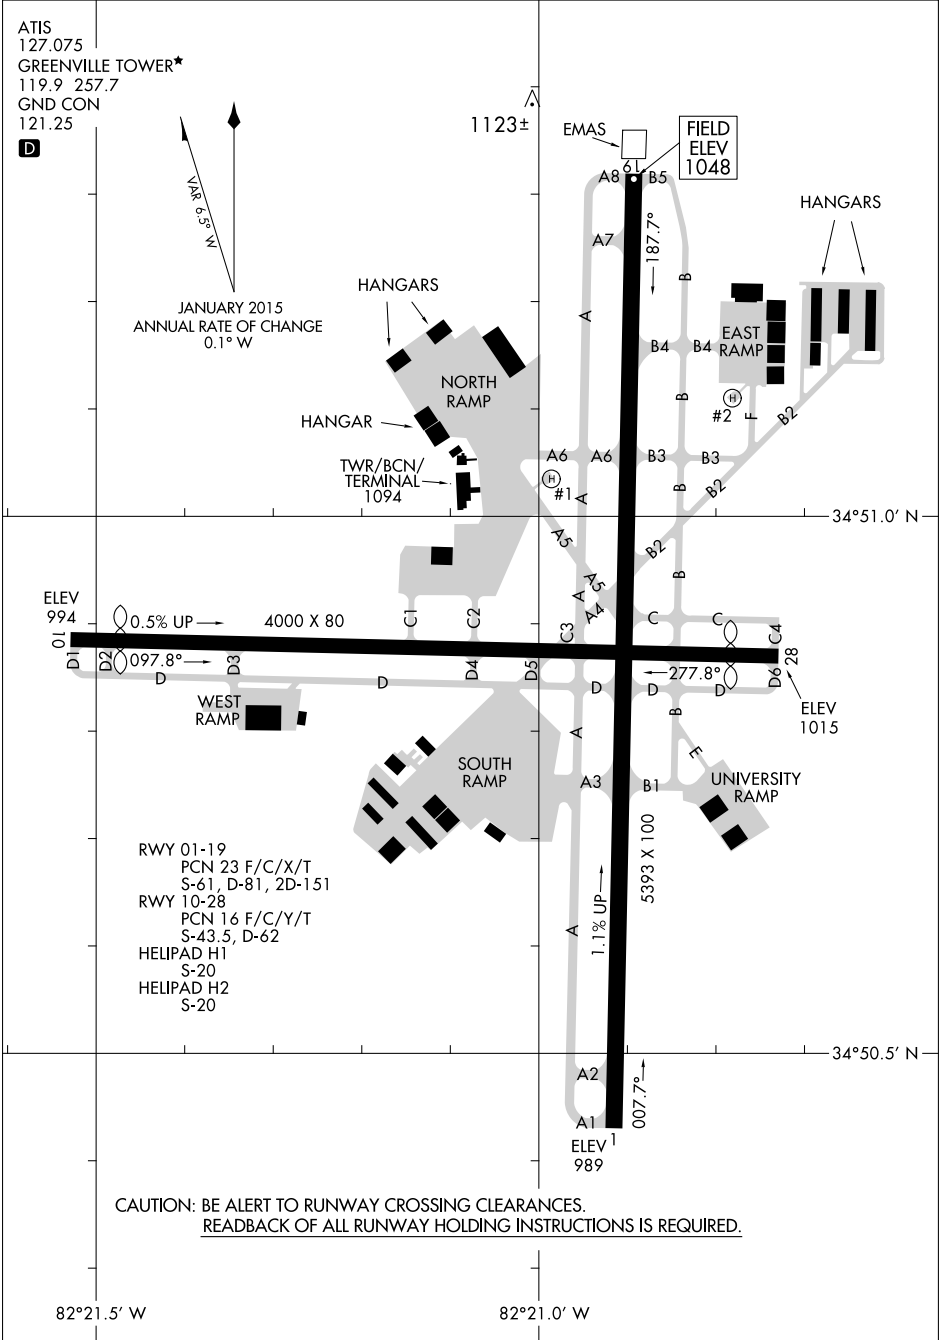 ATIS
127.075
GREENVILLE TOWER★
119.9 257.7
GND CON
121.25
D
VAR 6.5° W
JANUARY 2015
ANNUAL RATE OF CHANGE
0.1° W
1123±
EMAS
FIELD
ELEV
1048
19
A8
B5
HANGARS
A7
187.7°
B
HANGARS
A
EAST
RAMP
B4
B4
NORTH
RAMP
B
H
#2
F
B2
HANGAR
A6
A6
B3
B3
TWR/BCN/
TERMINAL
1094
H
#1
A
B
B2
34°51.0' N
A5
B2
A5
B
A
A4
ELEV
994
0.5% UP
4000 X 80
C1
C2
C3
C
C
C4
10
28
D1
D2
097.8°
D3
D4
D5
277.8°
D6
D
D
D
D
D
ELEV
1015
WEST
RAMP
B
A
E
SOUTH
RAMP
A3
B1
UNIVERSITY
RAMP
5393 X 100
RWY 01-19
PCN 23 F/C/X/T
S-61, D-81, 2D-151
RWY 10-28
PCN 16 F/C/Y/T
S-43.5, D-62
HELIPAD H1
S-20
HELIPAD H2
S-20
1.1% UP
A
34°50.5' N
A2
007.7°
A1
1
ELEV
989
CAUTION: BE ALERT TO RUNWAY CROSSING CLEARANCES.
READBACK OF ALL RUNWAY HOLDING INSTRUCTIONS IS REQUIRED.
82°21.5' W
82°21.0' W